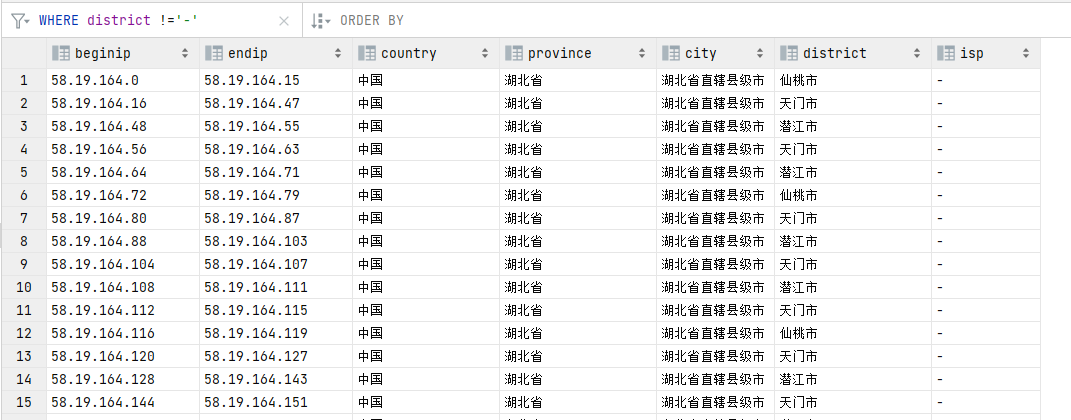 WHERE district !='-' ORDER BY
beginip endip country province city district isp
1 58.19.164.0 58.19.164.15 中国 湖北省 湖北省直辖县级市 仙桃市 -
2 58.19.164.16 58.19.164.47 中国 湖北省 湖北省直辖县级市 天门市 -
3 58.19.164.48 58.19.164.55 中国 湖北省 湖北省直辖县级市 潜江市 -
4 58.19.164.56 58.19.164.63 中国 湖北省 湖北省直辖县级市 天门市 -
5 58.19.164.64 58.19.164.71 中国 湖北省 湖北省直辖县级市 潜江市 -
6 58.19.164.72 58.19.164.79 中国 湖北省 湖北省直辖县级市 仙桃市 -
7 58.19.164.80 58.19.164.87 中国 湖北省 湖北省直辖县级市 天门市 -
8 58.19.164.88 58.19.164.103 中国 湖北省 湖北省直辖县级市 潜江市 -
9 58.19.164.104 58.19.164.107 中国 湖北省 湖北省直辖县级市 天门市 -
10 58.19.164.108 58.19.164.111 中国 湖北省 湖北省直辖县级市 潜江市 -
11 58.19.164.112 58.19.164.115 中国 湖北省 湖北省直辖县级市 天门市 -
12 58.19.164.116 58.19.164.119 中国 湖北省 湖北省直辖县级市 仙桃市 -
13 58.19.164.120 58.19.164.127 中国 湖北省 湖北省直辖县级市 天门市 -
14 58.19.164.128 58.19.164.143 中国 湖北省 湖北省直辖县级市 潜江市 -
15 58.19.164.144 58.19.164.151 中国 湖北省 湖北省直辖县级市 天门市 -